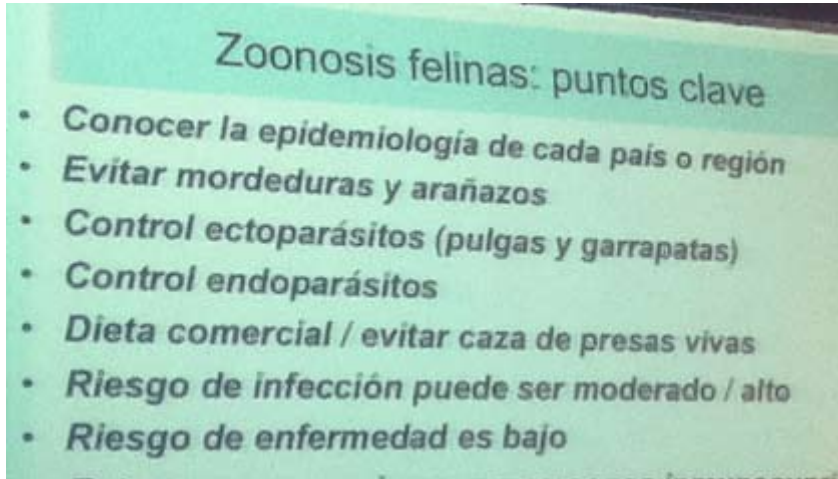 Zoonosis felinas: puntos clave
• Conocer la epidemiología de cada país o región
• Evitar mordeduras y arañazos
• Control ectoparásitos (pulgas y garrapatas)
• Control endoparásitos
• Dieta comercial / evitar caza de presas vivas
• Riesgo de infección puede ser moderado / alto
• Riesgo de enfermedad es bajo